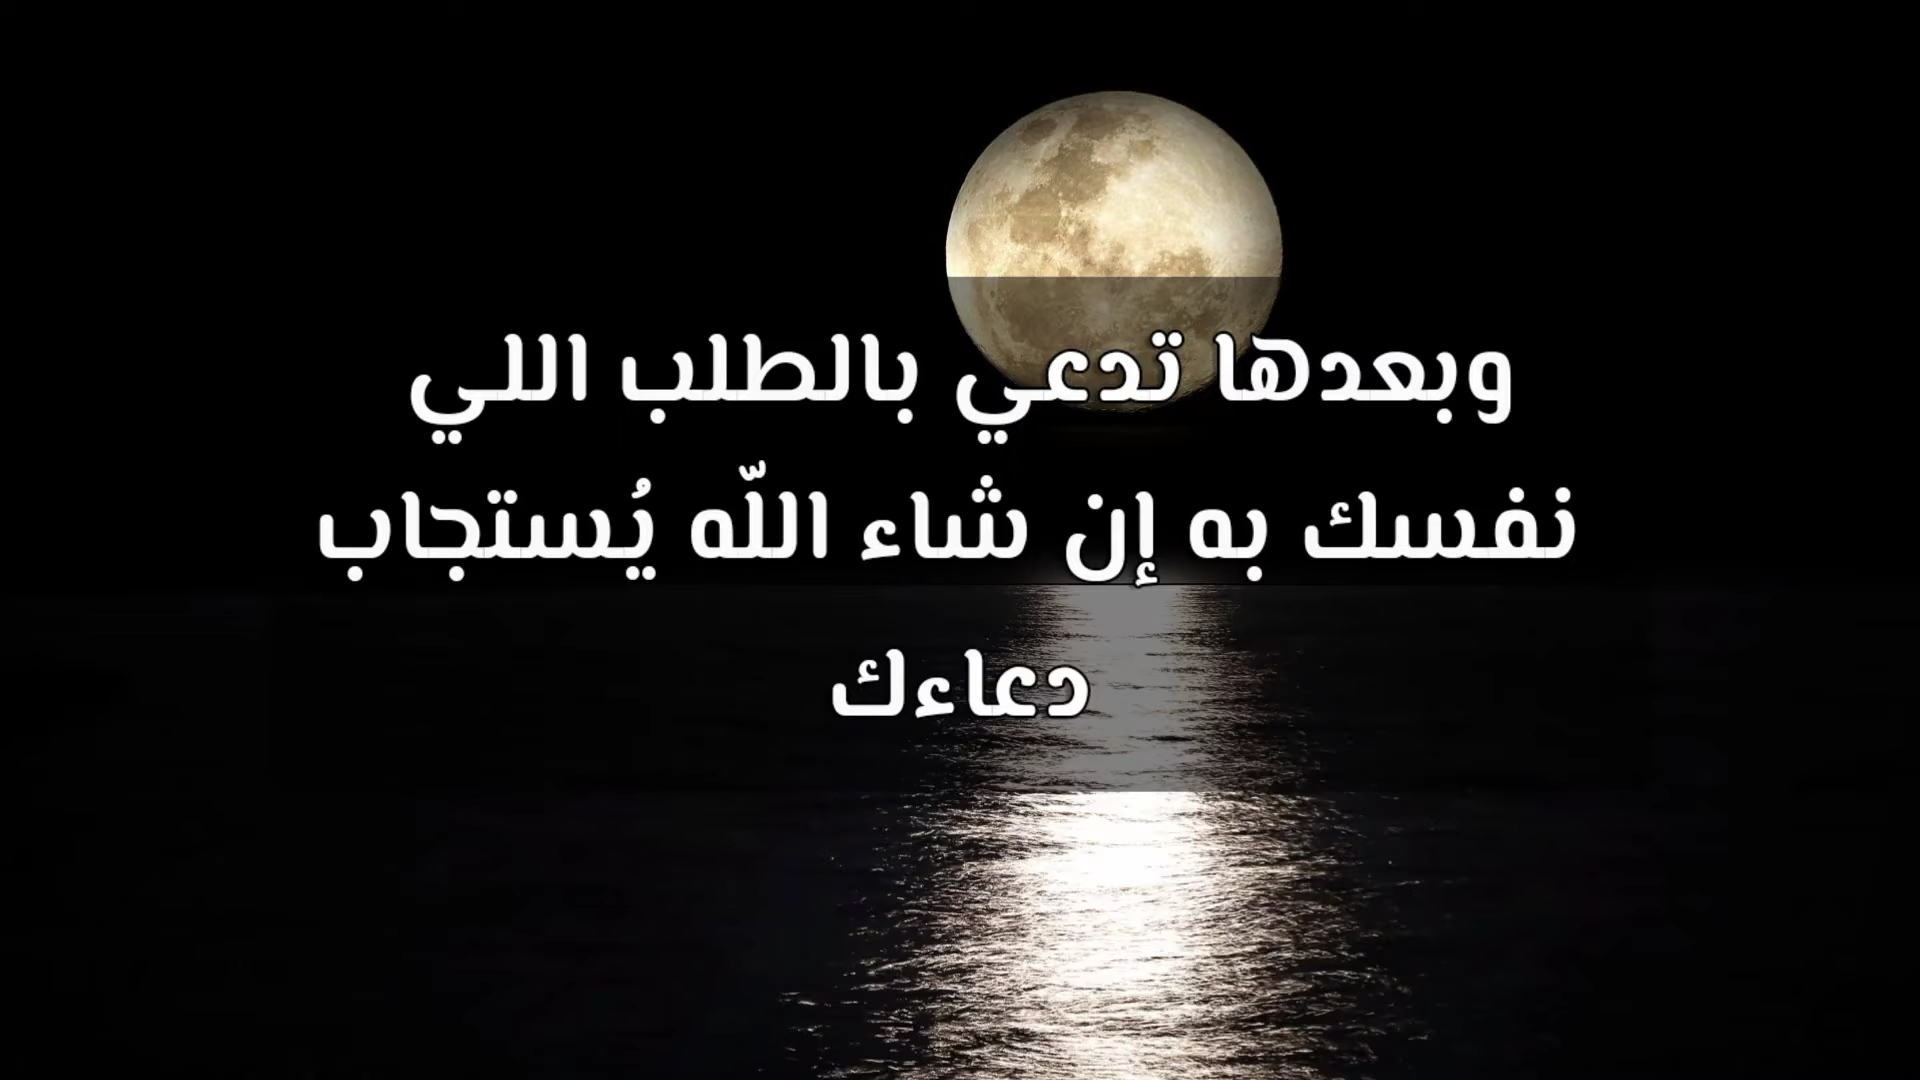 وبعدها تدعي بالطلب اللي
نفسك به إن شاء اللّه يُستجاب
دعاءك